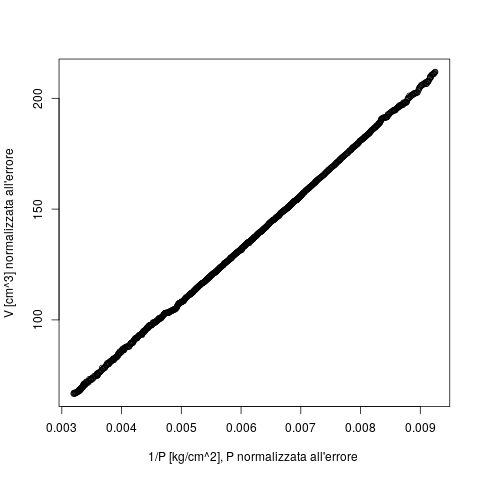 V [cm^3] normalizzata all'errore
200
150
100
0.003 0.004 0.005 0.006 0.007 0.008 0.009
1/P [kg/cm^2], P normalizzata all'errore